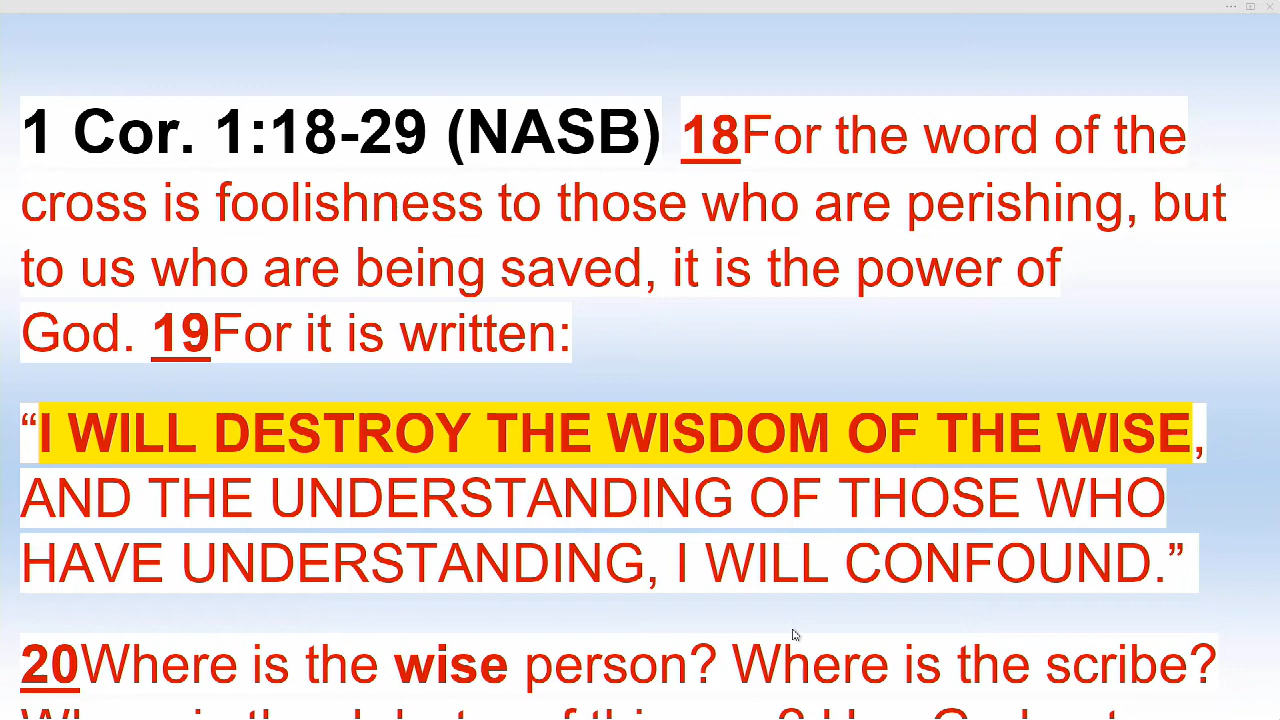 1 Cor. 1:18-29 (NASB) 18For the word of the
cross is foolishness to those who are perishing, but
to us who are being saved, it is the power of
God. 19For it is written:
“I WILL DESTROY THE WISDOM OF THE WISE,
AND THE UNDERSTANDING OF THOSE WHO
HAVE UNDERSTANDING, I WILL CONFOUND.”
20Where is the wise person? Where is the scribe?